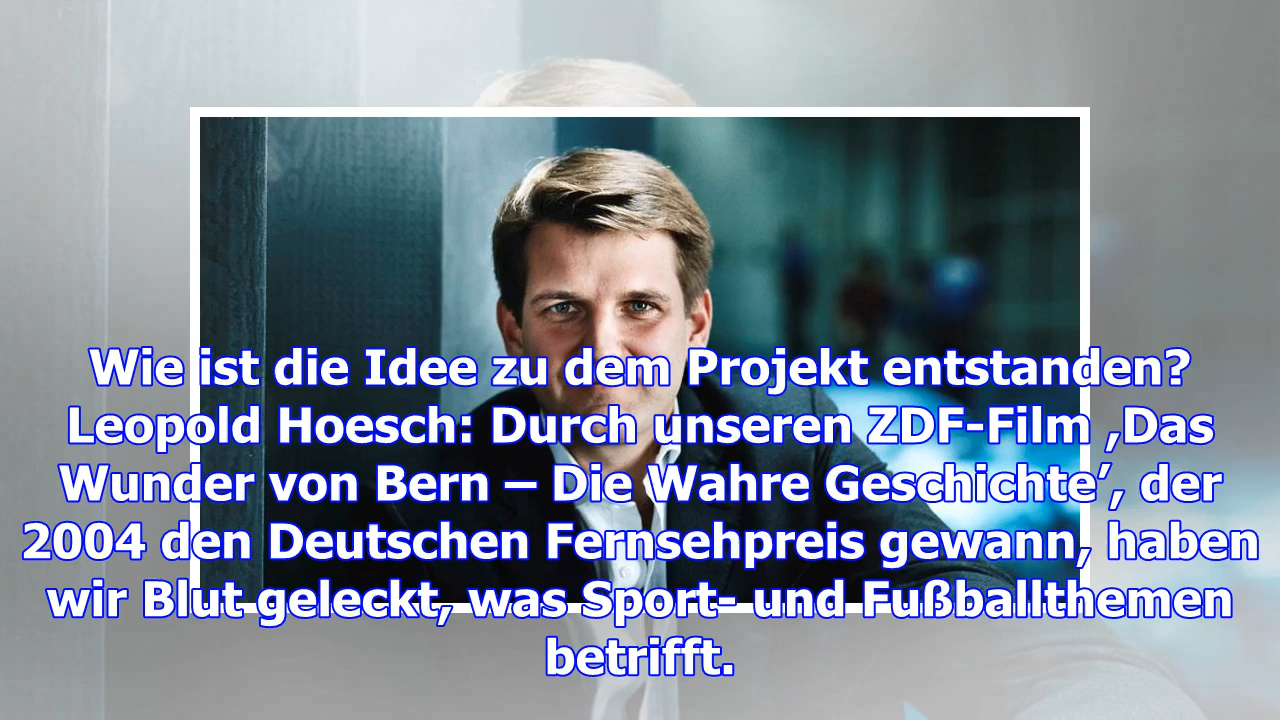 Wie ist die Idee zu dem Projekt entstanden?
Leopold Hoesch: Durch unseren ZDF-Film ‚Das
Wunder von Bern – Die Wahre Geschichte’, der
2004 den Deutschen Fernsehpreis gewann, haben
wir Blut geleckt, was Sport- und Fußballthemen
betrifft.